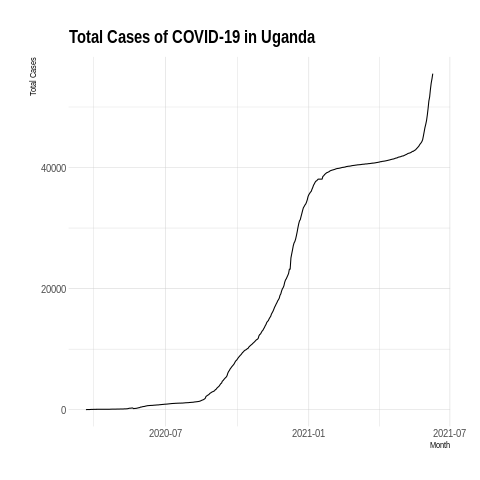 Total Cases of COVID-19 in Uganda
Total Cases
40000
20000
0
2020-07
2021-01
2021-07
Month